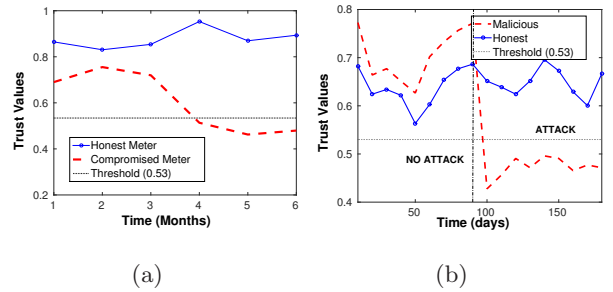 1
0.8
0.6
0.4
0.2
Trust Values
Honest Meter
Compromised Meter
Threshold (0.53)
1 2 3 4 5 6
Time (Months)
(a)
0.8
0.7
0.6
0.5
0.4
Trust Values
Malicious
Honest
Threshold (0.53)
ATTACK
NO ATTACK
50 100 150
Time (days)
(b)